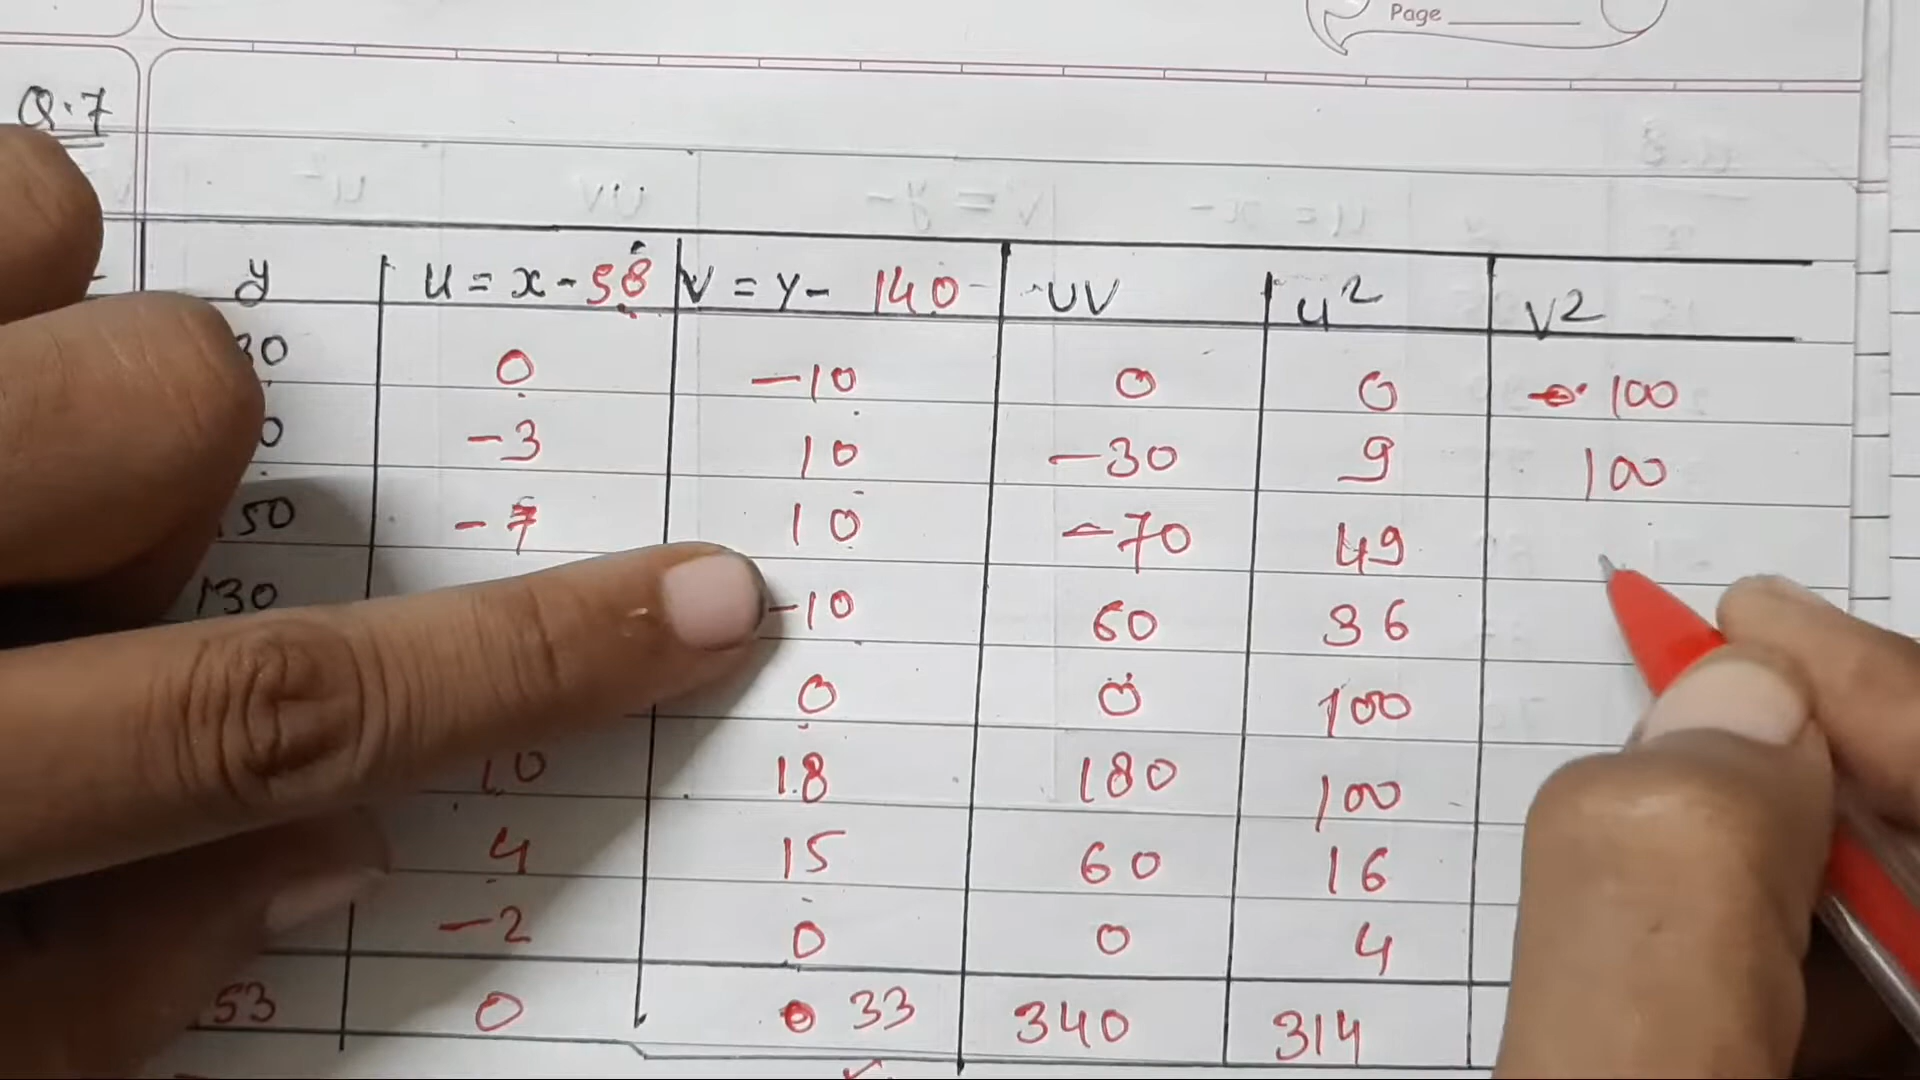 Page
Q.7
y u = x - 58 v = y - 140 uv u² v²
30 0 -10 0 0 100
0 -3 10 -30 9 100
150 -7 10 -70 49
130 -10 60 36
0 0 100
10 18 180 100
4 15 60 16
-2 0 0 4
53 0 33 340 314